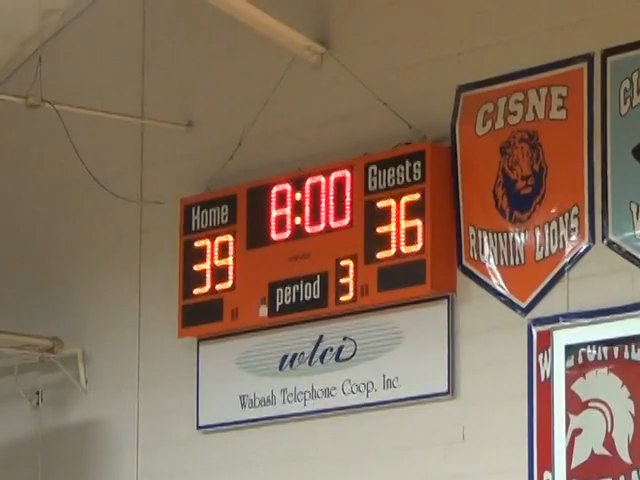 Home
8:00
Guests
39
36
period
3
wtci
Wabash Telephone Coop, Inc.
CISNE
RUNNIN' LIONS